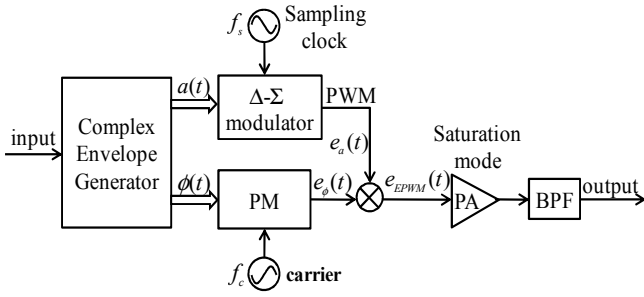 f_s
Sampling
clock
a(t)
Δ-Σ
modulator
PWM
e_a(t)
input
Complex
Envelope
Generator
Saturation
mode
ϕ(t)
PM
e_ϕ(t)
e_EPWM(t)
PA
BPF
output
f_c
carrier